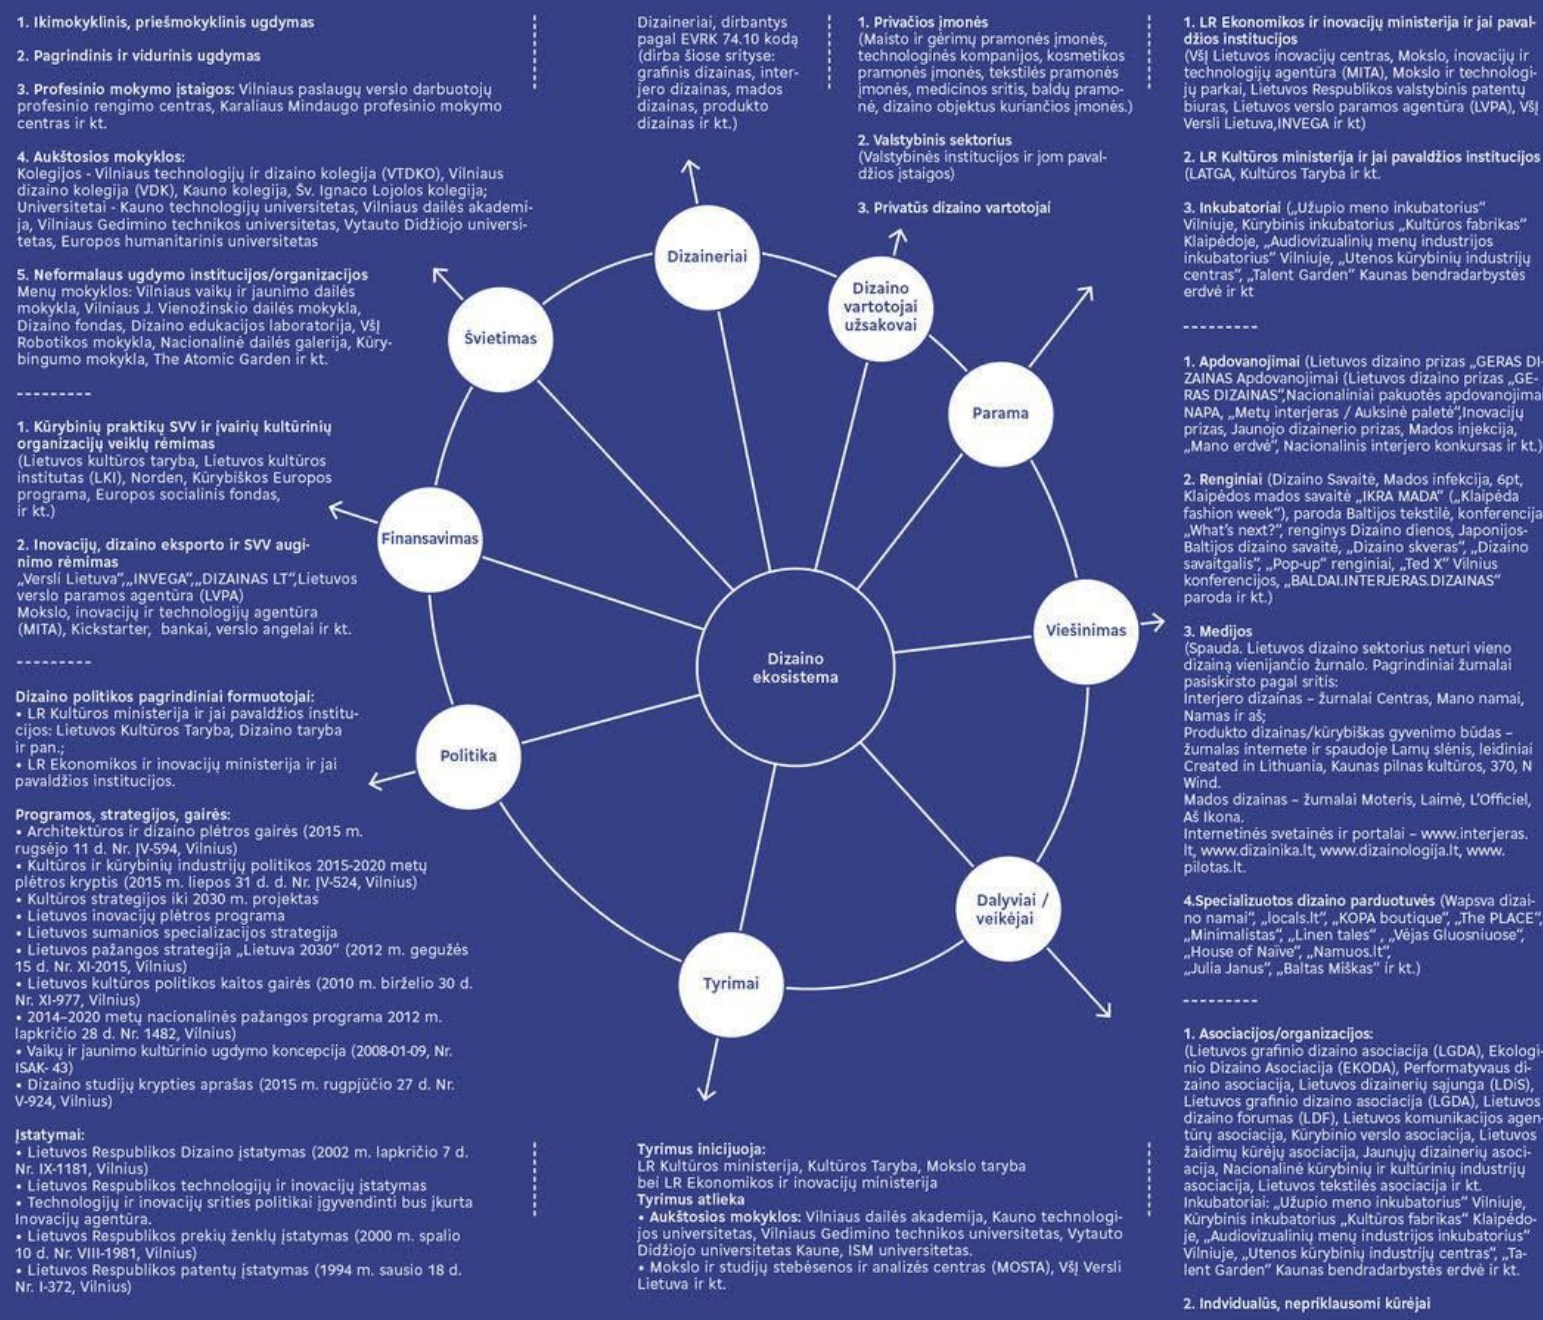 1. Ikimokyklinis, priešmokyklinis ugdymas
2. Pagrindinis ir vidurinis ugdymas
3. Profesinio mokymo įstaigos: Vilniaus paslaugų verslo darbuotojų
profesinio rengimo centras, Karaliaus Mindaugo profesinio mokymo
centras ir kt.
4. Aukštosios mokyklos:
Kolegijos - Vilniaus technologijų ir dizaino kolegija (VTDKO), Vilniaus
dizaino kolegija (VDK), Kauno kolegija, Šv. Ignaco Lojolos kolegija;
Universitetai - Kauno technologijų universitetas, Vilniaus dailės akademi-
ja, Vilniaus Gedimino technikos universitetas, Vytauto Didžiojo universi-
tetas, Europos humanitarinis universitetas
5. Neformalaus ugdymo institucijos/organizacijos
Menų mokyklos: Vilniaus vaikų ir jaunimo dailės
mokykla, Vilniaus J. Vienožinskio dailės mokykla,
Dizaino fondas, Dizaino edukacijos laboratorija, VšĮ
Robotikos mokykla, Nacionalinė dailės galerija, Kūry-
bingumo mokykla, The Atomic Garden ir kt.
1. Kūrybinių praktikų SVV ir įvairių kultūrinių
organizacijų veiklų rėmimas
(Lietuvos kultūros taryba, Lietuvos kultūros
institutas (LKI), Norden, Kūrybiškos Europos
programa, Europos socialinis fondas,
ir kt.)
2. Inovacijų, dizaino eksporto ir SVV augi-
nimo rėmimas
„Versli Lietuva“,„INVEGA“,„DIZAINAS LT“,Lietuvos
verslo paramos agentūra (LVPA)
Mokslo, inovacijų ir technologijų agentūra
(MITA), Kickstarter, bankai, verslo angelai ir kt.
Dizaino politikos pagrindiniai formuotojai:
• LR Kultūros ministerija ir jai pavaldžios institu-
cijos: Lietuvos Kultūros Taryba, Dizaino taryba
ir pan.;
• LR Ekonomikos ir inovacijų ministerija ir jai
pavaldžios institucijos.
Programos, strategijos, gairės:
• Architektūros ir dizaino plėtros gairės (2015 m.
rugsėjo 11 d. Nr. ĮV-594, Vilnius)
• Kultūros ir kūrybinių industrijų politikos 2015-2020 metų
plėtros kryptis (2015 m. liepos 31 d. d. Nr. ĮV-524, Vilnius)
• Kultūros strategijos iki 2030 m. projektas
• Lietuvos inovacijų plėtros programa
• Lietuvos sumanios specializacijos strategija
• Lietuvos pažangos strategija „Lietuva 2030“ (2012 m. gegužės
15 d. Nr. XI-2015, Vilnius)
• Lietuvos kultūros politikos kaitos gairės (2010 m. birželio 30 d.
Nr. XI-977, Vilnius)
• 2014–2020 metų nacionalinės pažangos programa 2012 m.
lapkričio 28 d. Nr. 1482, Vilnius)
• Vaikų ir jaunimo kultūrinio ugdymo koncepcija (2008-01-09, Nr.
ISAK- 43)
• Dizaino studijų krypties aprašas (2015 m. rugpjūčio 27 d. Nr.
V-924, Vilnius)
Įstatymai:
• Lietuvos Respublikos Dizaino įstatymas (2002 m. lapkričio 7 d.
Nr. IX-1181, Vilnius)
• Lietuvos Respublikos technologijų ir inovacijų įstatymas
• Technologijų ir inovacijų srities politikai įgyvendinti bus įkurta
Inovacijų agentūra.
• Lietuvos Respublikos prekių ženklų įstatymas (2000 m. spalio
10 d. Nr. VIII-1981, Vilnius)
• Lietuvos Respublikos patentų įstatymas (1994 m. sausio 18 d.
Nr. I-372, Vilnius)
Dizaineriai, dirbantys
pagal EVRK 74.10 kodą
(dirba šiose srityse:
grafinis dizainas, inter-
jero dizainas, mados
dizainas, produkto
dizainas ir kt.)
1. Privačios įmonės
(Maisto ir gėrimų pramonės įmonės,
technologinės kompanijos, kosmetikos
pramonės įmonės, tekstilės pramonės
įmonės, medicinos sritis, baldų pramo-
nė, dizaino objektus kuriančios įmonės.)
2. Valstybinis sektorius
(Valstybinės institucijos ir jom paval-
džios įstaigos)
3. Privatūs dizaino vartotojai
Dizaineriai
Dizaino
vartotojai
užsakovai
Švietimas
Parama
Finansavimas
Viešinimas
Dizaino
ekosistema
Politika
Dalyviai /
veikėjai
Tyrimai
Tyrimus inicijuoja:
LR Kultūros ministerija, Kultūros Taryba, Mokslo taryba
bei LR Ekonomikos ir inovacijų ministerija
Tyrimus atlieka
• Aukštosios mokyklos: Vilniaus dailės akademija, Kauno technologi-
jos universitetas, Vilniaus Gedimino technikos universitetas, Vytauto
Didžiojo universitetas Kaune, ISM universitetas.
• Mokslo ir studijų stebėsenos ir analizės centras (MOSTA), VšĮ Versli
Lietuva ir kt.
1. LR Ekonomikos ir inovacijų ministerija ir jai paval-
džios institucijos
(VšĮ Lietuvos inovacijų centras, Mokslo, inovacijų ir
technologijų agentūra (MITA), Mokslo ir technologi-
jų parkai, Lietuvos Respublikos valstybinis patentų
biuras, Lietuvos verslo paramos agentūra (LVPA), VšĮ
Versli Lietuva,INVEGA ir kt)
2. LR Kultūros ministerija ir jai pavaldžios institucijos
(LATGA, Kultūros Taryba ir kt.
3. Inkubatoriai („Užupio meno inkubatorius“
Vilniuje, Kūrybinis inkubatorius „Kultūros fabrikas“
Klaipėdoje, „Audiovizualinių menų industrijos
inkubatorius“ Vilniuje, „Utenos kūrybinių industrijų
centras“, „Talent Garden“ Kaunas bendradarbystės
erdvė ir kt
1. Apdovanojimai (Lietuvos dizaino prizas „GERAS DI-
ZAINAS Apdovanojimai (Lietuvos dizaino prizas „GE-
RAS DIZAINAS“,Nacionaliniai pakuotės apdovanojimai
NAPA, „Metų interjeras / Auksinė paletė“,Inovacijų
prizas, Jaunojo dizainerio prizas, Mados injekcija,
„Mano erdvė“, Nacionalinis interjero konkursas ir kt.)
2. Renginiai (Dizaino Savaitė, Mados infekcija, 6pt,
Klaipėdos mados savaitė „IKRA MADA“ („Klaipėda
fashion week“), paroda Baltijos tekstilė, konferencija
„What’s next?“, renginys Dizaino dienos, Japonijos-
Baltijos dizaino savaitė, „Dizaino skveras“, „Dizaino
savaitgalis“, „Pop-up“ renginiai, „Ted X“ Vilnius
konferencijos, „BALDAI.INTERJERAS.DIZAINAS“
paroda ir kt.)
3. Medijos
(Spauda. Lietuvos dizaino sektorius neturi vieno
dizainą vienijančio žurnalo. Pagrindiniai žurnalai
pasiskirsto pagal sritis:
Interjero dizainas – žurnalai Centras, Mano namai,
Namas ir aš;
Produkto dizainas/kūrybiškas gyvenimo būdas –
žurnalas internete ir spaudoje Lamų slėnis, leidiniai
Created in Lithuania, Kaunas pilnas kultūros, 370, N
Wind.
Mados dizainas – žurnalai Moteris, Laimė, L’Officiel,
Aš Ikona.
Internetinės svetainės ir portalai – www.interjeras.
lt, www.dizainika.lt, www.dizainologija.lt, www.
pilotas.lt.
4.Specializuotos dizaino parduotuvės (Wapsva dizai-
no namai“, „locals.lt“, „KOPA boutique“, „The PLACE“,
„Minimalistas“, „Linen tales“ , „Vėjas Gluosniuose“,
„House of Naïve“, „Namuos.lt“,
„Julia Janus“, „Baltas Miškas“ ir kt.)
1. Asociacijos/organizacijos:
(Lietuvos grafinio dizaino asociacija (LGDA), Ekologi-
nio Dizaino Asociacija (EKODA), Performatyvaus di-
zaino asociacija, Lietuvos dizainerių sąjunga (LDiS),
Lietuvos grafinio dizaino asociacija (LGDA), Lietuvos
dizaino forumas (LDF), Lietuvos komunikacijos agen-
tūrų asociacija, Kūrybinio verslo asociacija, Lietuvos
žaidimų kūrėjų asociacija, Jaunųjų dizainerių asoci-
acija, Nacionalinė kūrybinių ir kultūrinių industrijų
asociacija, Lietuvos tekstilės asociacija ir kt.
Inkubatoriai: „Užupio meno inkubatorius“ Vilniuje,
Kūrybinis inkubatorius „Kultūros fabrikas“ Klaipėdo-
je, „Audiovizualinių menų industrijos inkubatorius“
Vilniuje, „Utenos kūrybinių industrijų centras“, „Ta-
lent Garden“ Kaunas bendradarbystės erdvė ir kt.
2. Indvidualūs, nepriklausomi kūrėjai